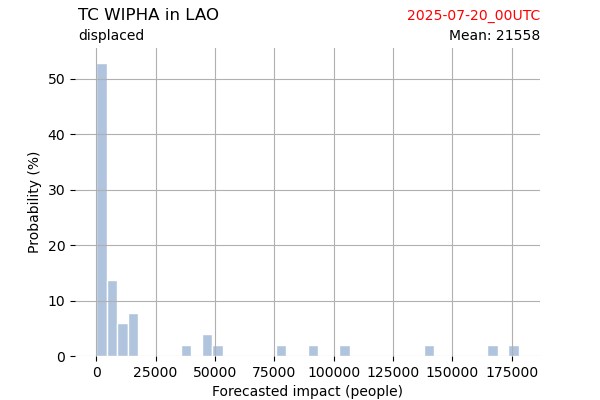 TC WIPHA in LAO
2025-07-20_00UTC
displaced
Mean: 21558
Probability (%)
50
40
30
20
10
0
0 25000 50000 75000 100000 125000 150000 175000
Forecasted impact (people)